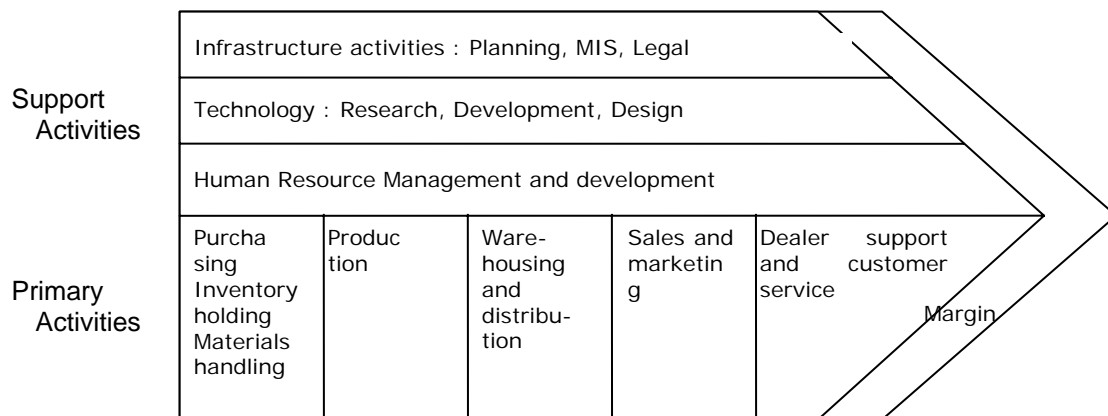 Support
Activities
Infrastructure activities : Planning, MIS, Legal
Technology : Research, Development, Design
Human Resource Management and development
Primary
Activities
Purcha
sing
Inventory
holding
Materials
handling
Produc
tion
Ware-
housing
and
distribu-
tion
Sales and
marketin
g
Dealer support
and customer
service
Margin